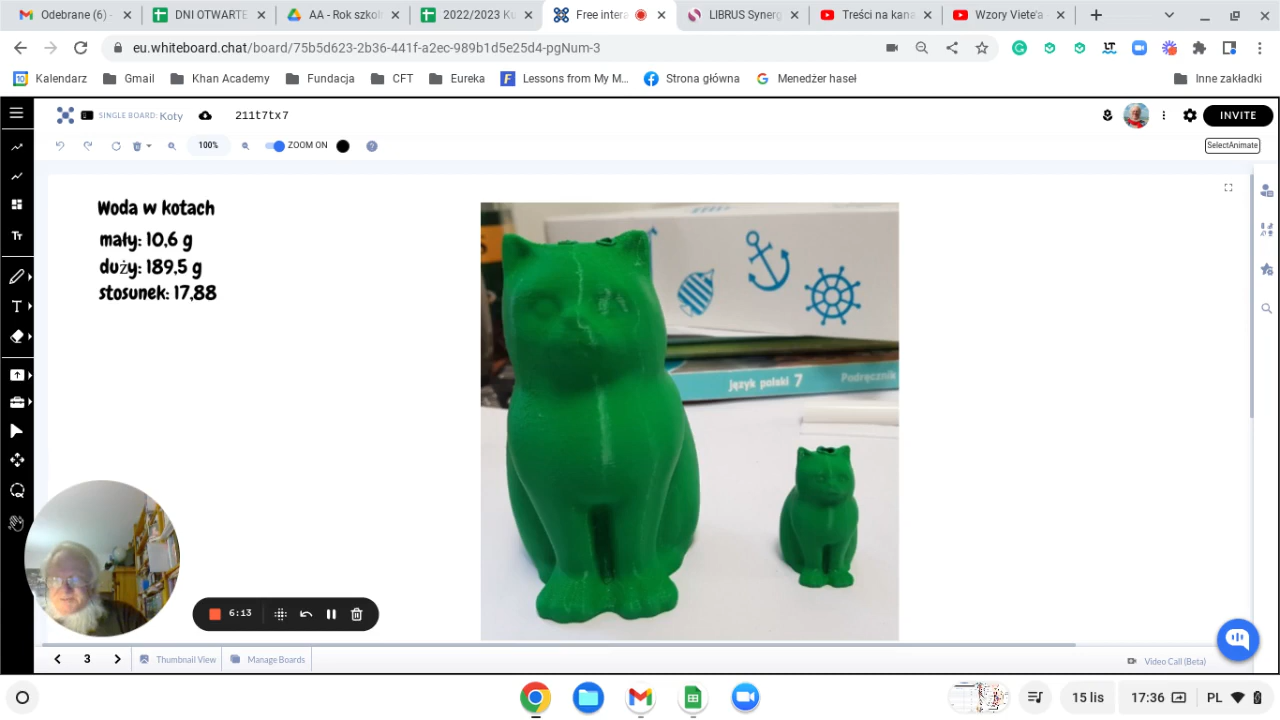 Odebrane (6) -
DNI OTWARTE
AA - Rok szkoln
2022/2023 Ku
Free intera
LIBRUS Synerg
Treści na kana
Wzory Viete'a
eu.whiteboard.chat/board/75b5d623-2b36-441f-a2ec-989b1d5e25d4-pgNum-3
Kalendarz
Gmail
Khan Academy
Fundacja
CFT
Eureka
Lessons from My M...
Strona główna
Menedżer haseł
Inne zakładki
SINGLE BOARD: Koty
211t7tx7
INVITE
100%
ZOOM ON
SelectAnimate
Woda w kotach
mały: 10,6 g
duży: 189,5 g
stosunek: 17,88
język polski 7
Podręcznik
6:13
3
Thumbnail View
Manage Boards
Video Call (Beta)
15 lis
17:36
PL